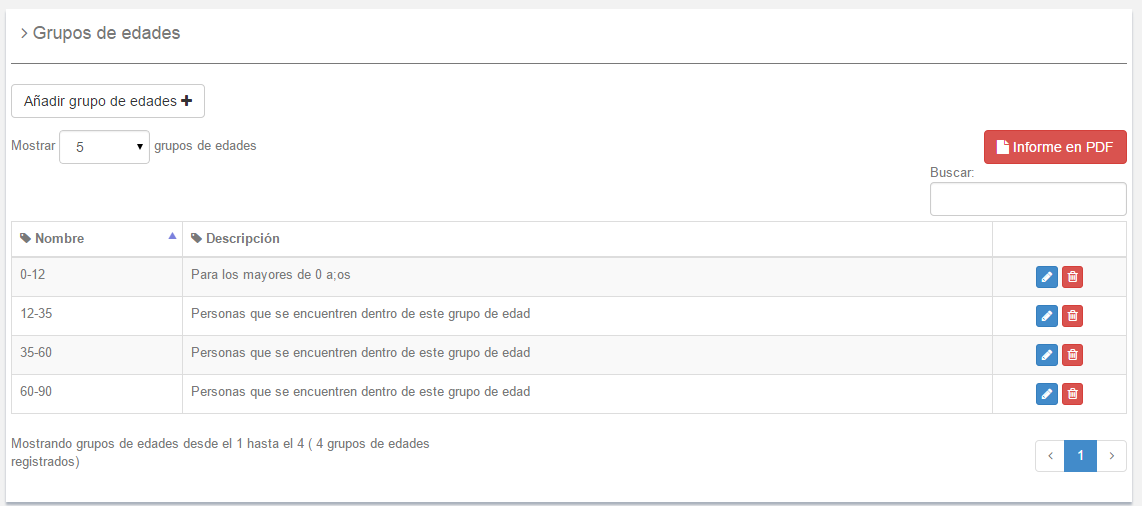 Grupos de edades
Añadir grupo de edades
Mostrar 5 grupos de edades
Informe en PDF
Buscar:
Nombre Descripción
0-12 Para los mayores de 0 a;os
12-35 Personas que se encuentren dentro de este grupo de edad
35-60 Personas que se encuentren dentro de este grupo de edad
60-90 Personas que se encuentren dentro de este grupo de edad
Mostrando grupos de edades desde el 1 hasta el 4 ( 4 grupos de edades
registrados)
1